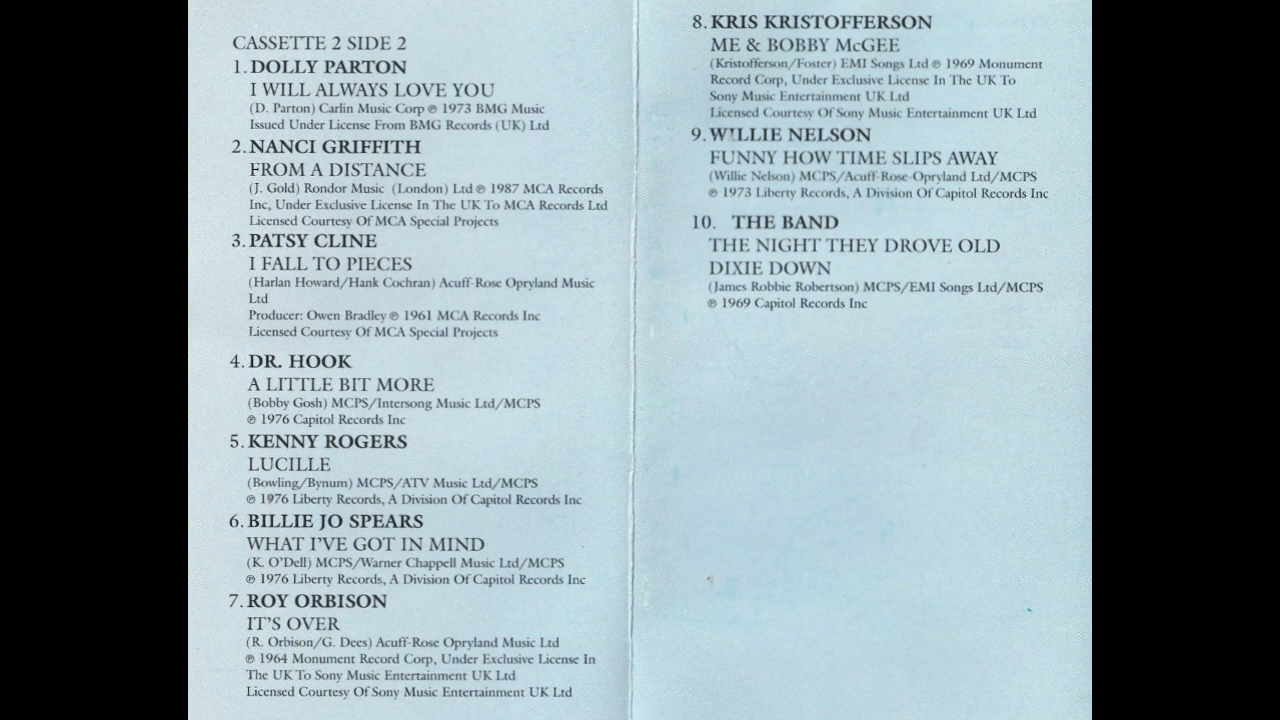 CASSETTE 2 SIDE 2
1. DOLLY PARTON
I WILL ALWAYS LOVE YOU
(D. Parton) Carlin Music Corp ℗ 1973 BMG Music
Issued Under License From BMG Records (UK) Ltd
2. NANCI GRIFFITH
FROM A DISTANCE
(J. Gold) Rondor Music (London) Ltd ℗ 1987 MCA Records
Inc, Under Exclusive License In The UK To MCA Records Ltd
Licensed Courtesy Of MCA Special Projects
3. PATSY CLINE
I FALL TO PIECES
(Harlan Howard/Hank Cochran) Acuff-Rose Opryland Music
Ltd
Producer: Owen Bradley ℗ 1961 MCA Records Inc
Licensed Courtesy Of MCA Special Projects
4. DR. HOOK
A LITTLE BIT MORE
(Bobby Gosh) MCPS/Intersong Music Ltd/MCPS
℗ 1976 Capitol Records Inc
5. KENNY ROGERS
LUCILLE
(Bowling/Bynum) MCPS/ATV Music Ltd/MCPS
℗ 1976 Liberty Records, A Division Of Capitol Records Inc
6. BILLIE JO SPEARS
WHAT I'VE GOT IN MIND
(K. O'Dell) MCPS/Warner Chappell Music Ltd/MCPS
℗ 1976 Liberty Records, A Division Of Capitol Records Inc
7. ROY ORBISON
IT'S OVER
(R. Orbison/G. Dees) Acuff-Rose Opryland Music Ltd
℗ 1964 Monument Record Corp, Under Exclusive License In
The UK To Sony Music Entertainment UK Ltd
Licensed Courtesy Of Sony Music Entertainment UK Ltd
8. KRIS KRISTOFFERSON
ME & BOBBY McGEE
(Kristofferson/Foster) EMI Songs Ltd ℗ 1969 Monument
Record Corp, Under Exclusive License In The UK To
Sony Music Entertainment UK Ltd
Licensed Courtesy Of Sony Music Entertainment UK Ltd
9. WILLIE NELSON
FUNNY HOW TIME SLIPS AWAY
(Willie Nelson) MCPS/Acuff-Rose-Opryland Ltd/MCPS
℗ 1973 Liberty Records, A Division Of Capitol Records Inc
10. THE BAND
THE NIGHT THEY DROVE OLD
DIXIE DOWN
(James Robbie Robertson) MCPS/EMI Songs Ltd/MCPS
℗ 1969 Capitol Records Inc